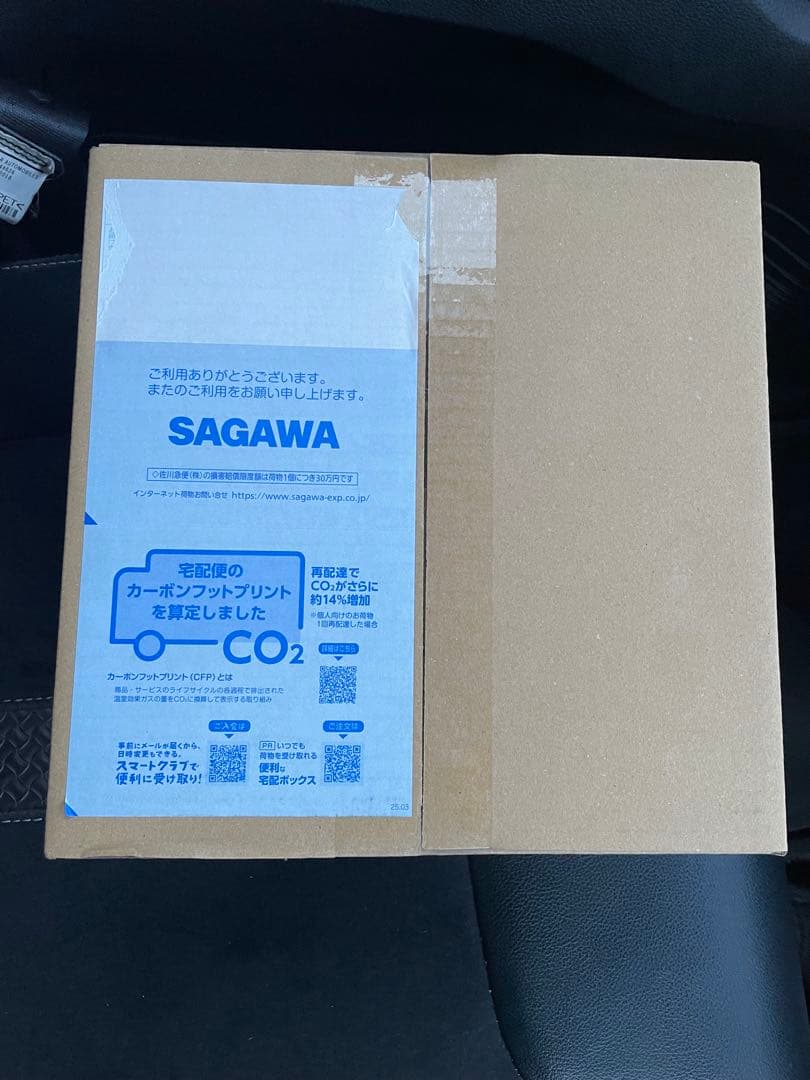 ご利用ありがとうございます。
またのご利用をお願い申し上げます。
SAGAWA
◇佐川急便(株)の損害賠償限度額は荷物1個につき30万円です
インターネット荷物お問い合せ https://www.sagawa-exp.co.jp/
宅配便の
カーボンフットプリント
を算定しました
CO₂
再配達で
CO₂がさらに
約14%増加
※個人向けのお荷物
1回再配達した場合
詳細はこちら
カーボンフットプリント(CFP)とは
商品・サービスのライフサイクルの各過程で排出された
温室効果ガスの量をCO₂に換算して表示する取り組み
ご入会は
事前にメールが届くから、
日時変更もできる。
スマートクラブで
便利に受け取り!
ご注文は
PR いつでも
荷物を受け取れる
便利な
宅配ボックス
25.03
AUTOMOBILES